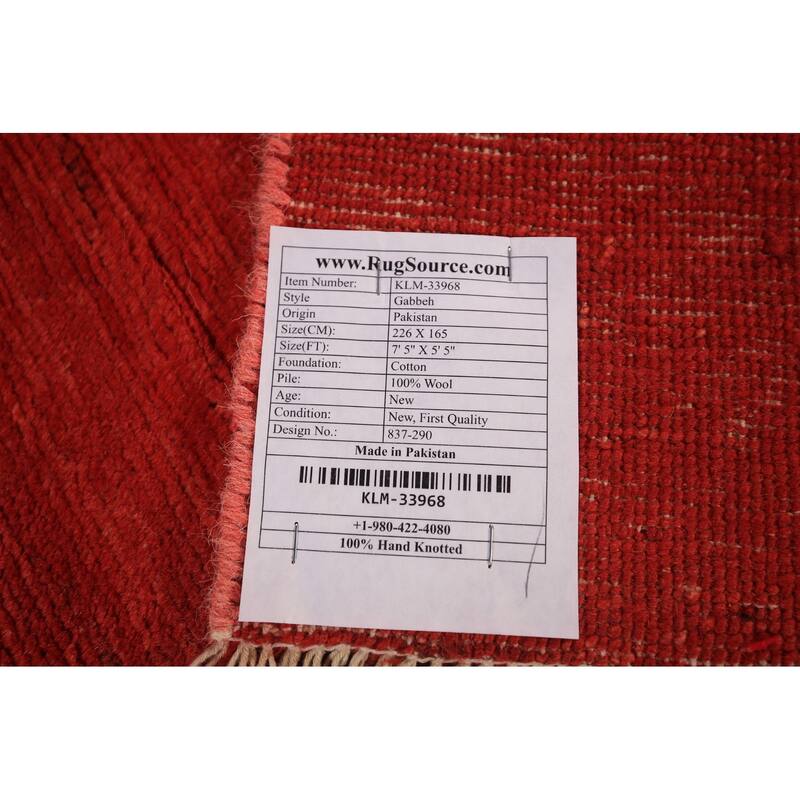 www.RugSource.com
Item Number: KLM-33968
Style Gabbeh
Origin Pakistan
Size(CM): 226 X 165
Size(FT): 7' 5" X 5' 5"
Foundation: Cotton
Pile: 100% Wool
Age: New
Condition: New, First Quality
Design No.: 837-290
Made in Pakistan
KLM-33968
+1-980-422-4080
100% Hand Knotted